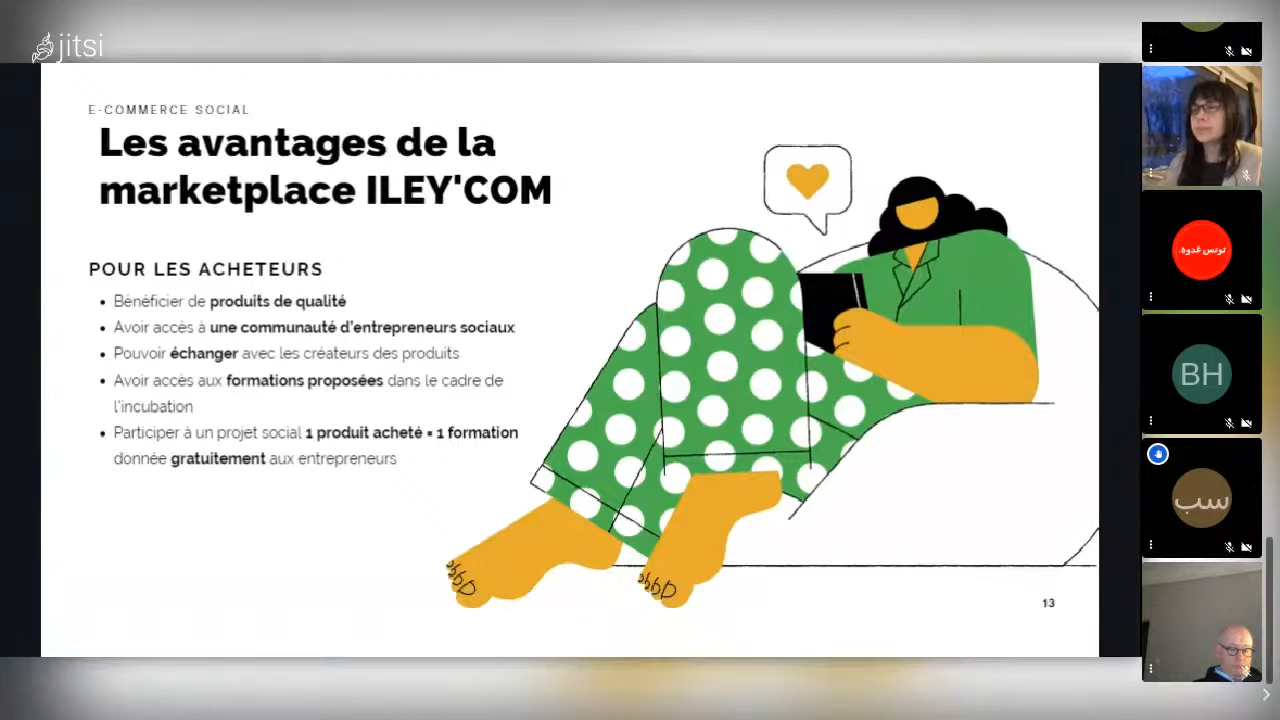 jitsi
E-COMMERCE SOCIAL
Les avantages de la
marketplace ILEY'COM
POUR LES ACHETEURS
• Bénéficier de produits de qualité
• Avoir accès à une communauté d'entrepreneurs sociaux
• Pouvoir échanger avec les créateurs des produits
• Avoir accès aux formations proposées dans le cadre de
l'incubation
• Participer à un projet social 1 produit acheté = 1 formation
donnée gratuitement aux entrepreneurs
13
تونس غدوة
BH
سب